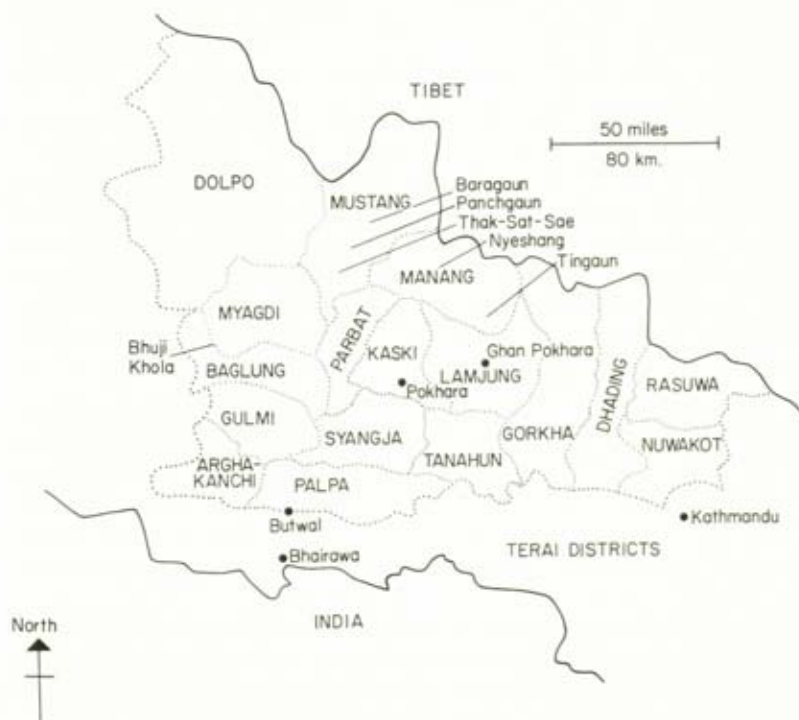 TIBET
50 miles
80 km.
DOLPO
MUSTANG
Baragaun
Panchgaun
Thak-Sat-Sae
Nyeshang
Tingaun
MANANG
MYAGDI
PARBAT
Bhuji
Khola
KASKI
Ghan Pokhara
LAMJUNG
BAGLUNG
Pokhara
DHADING
RASUWA
GULMI
SYANGJA
GORKHA
NUWAKOT
TANAHUN
ARGHA-
KANCHI
PALPA
Butwal
Kathmandu
TERAI DISTRICTS
Bhairawa
INDIA
North